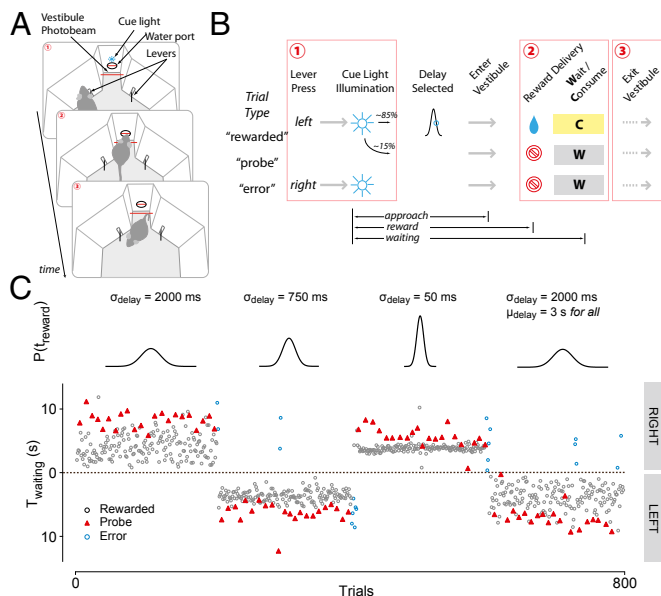 A
Vestibule
Photobeam
Cue light
Water port
Levers
1
2
3
time
B
1
2
3
Lever
Press
Cue Light
Illumination
Delay
Selected
Enter
Vestibule
Reward Delivery
Wait /
Consume
Exit
Vestibule
Trial
Type
"rewarded"
"probe"
"error"
left
right
~85%
~15%
C
W
W
approach
reward
waiting
C
σdelay = 2000 ms
σdelay = 750 ms
σdelay = 50 ms
σdelay = 2000 ms
μdelay = 3 s for all
P(treward)
Twaiting (s)
10
0
10
Rewarded
Probe
Error
RIGHT
LEFT
0
Trials
800